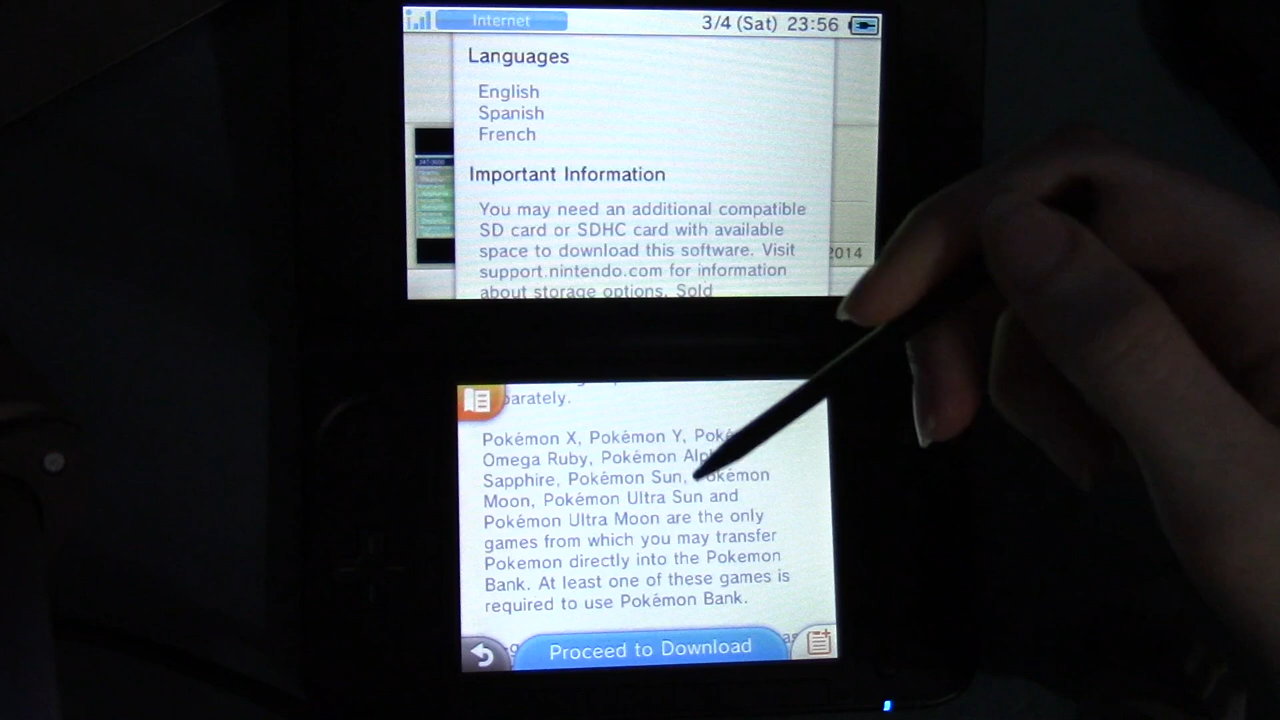 Internet
3/4 (Sat) 23:56
Languages
English
Spanish
French
Important Information
You may need an additional compatible
SD card or SDHC card with available
space to download this software. Visit
support.nintendo.com for information
about storage options. Sold
2014
parately.
Pokémon X, Pokémon Y, Poké
Omega Ruby, Pokémon Alp
Sapphire, Pokémon Sun, Pokémon
Moon, Pokémon Ultra Sun and
Pokémon Ultra Moon are the only
games from which you may transfer
Pokemon directly into the Pokemon
Bank. At least one of these games is
required to use Pokémon Bank.
Proceed to Download